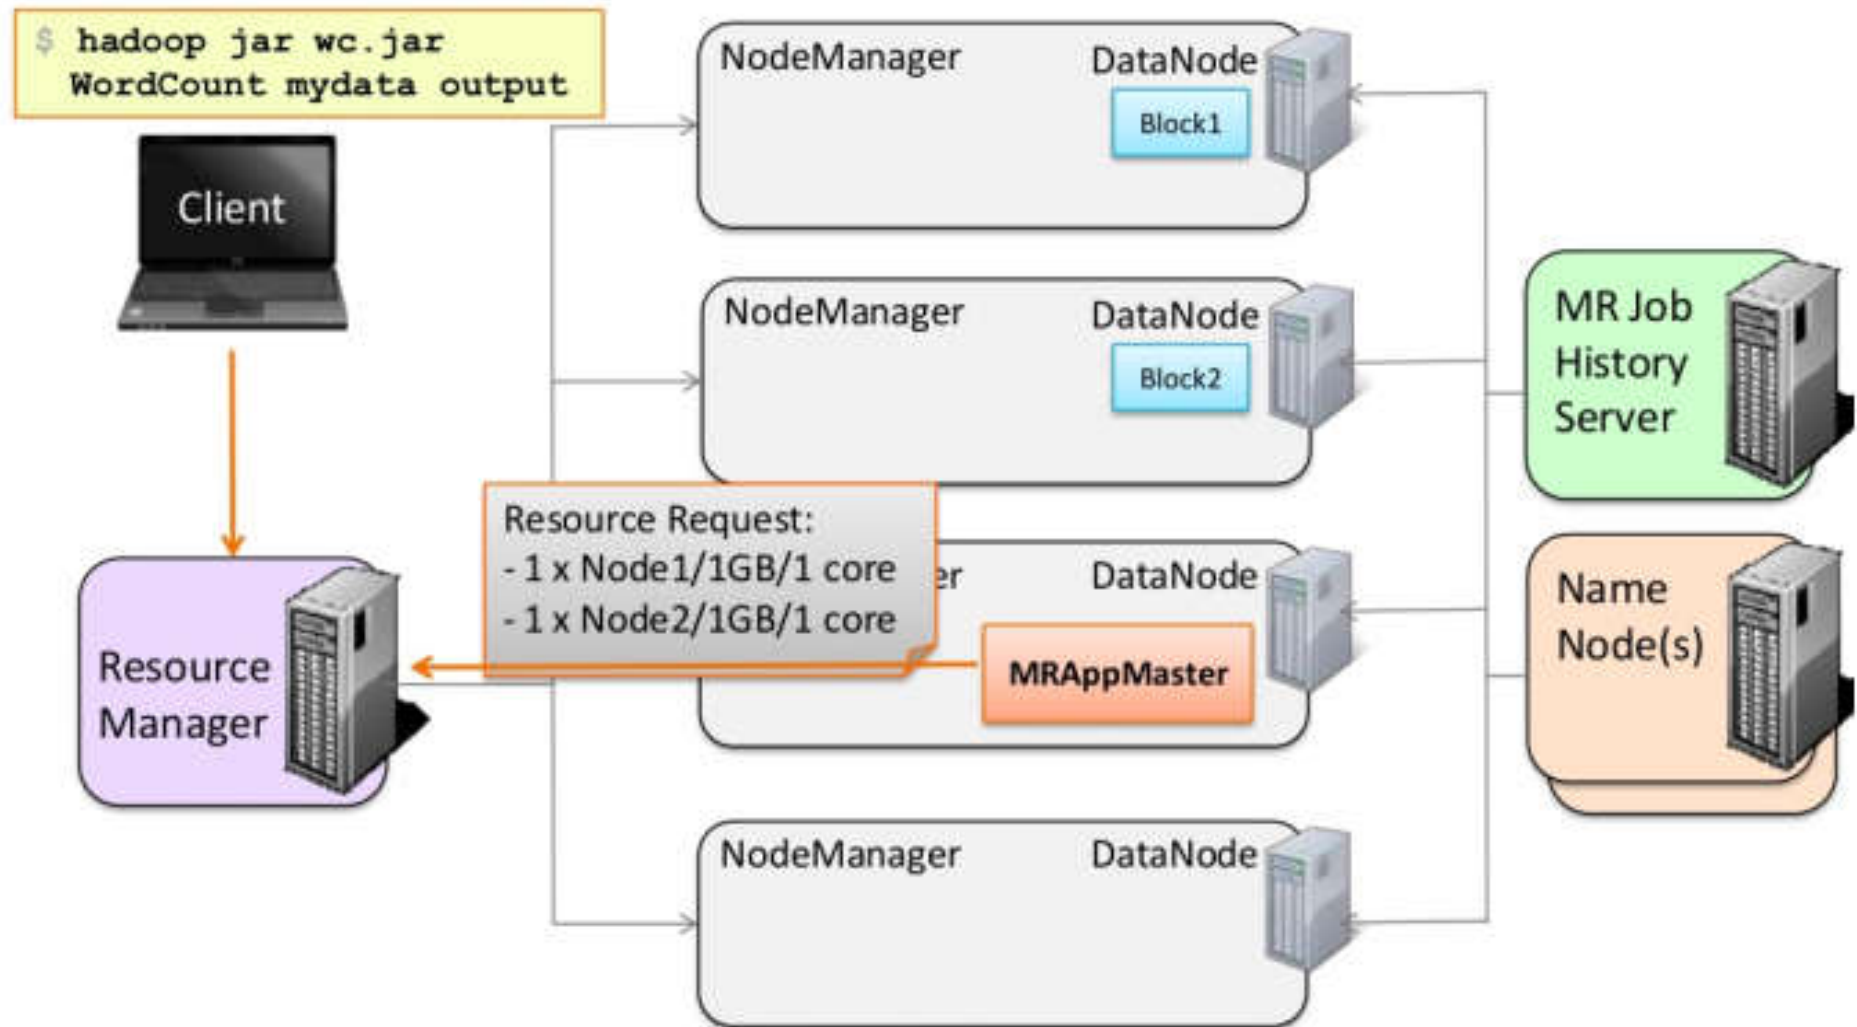 $ hadoop jar wc.jar
WordCount mydata output
Client
Resource
Manager
NodeManager DataNode
Block1
NodeManager DataNode
Block2
Resource Request:
- 1 x Node1/1GB/1 core
- 1 x Node2/1GB/1 core
er DataNode
MRAppMaster
NodeManager DataNode
MR Job
History
Server
Name
Node(s)